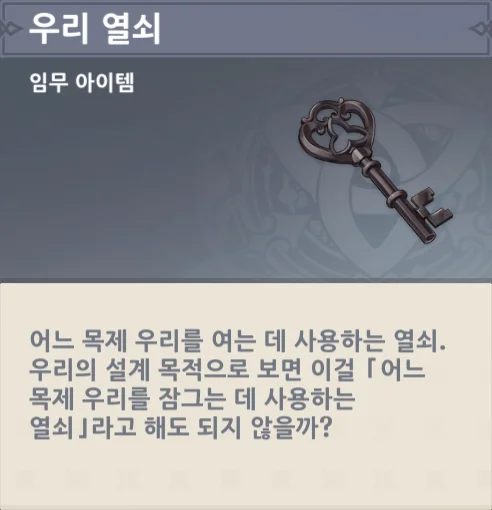 우리 열쇠
임무 아이템
어느 목제 우리를 여는 데 사용하는 열쇠.
우리의 설계 목적으로 보면 이걸 「어느
목제 우리를 잠그는 데 사용하는
열쇠」라고 해도 되지 않을까?